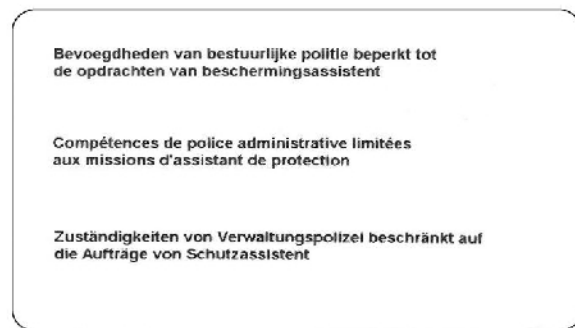 Bevoegdheden van bestuurlijke politie beperkt tot
de opdrachten van beschermingsassistent
Compétences de police administrative limitées
aux missions d'assistant de protection
Zuständigkeiten von Verwaltungspolizei beschränkt auf
die Aufträge von Schutzassistent